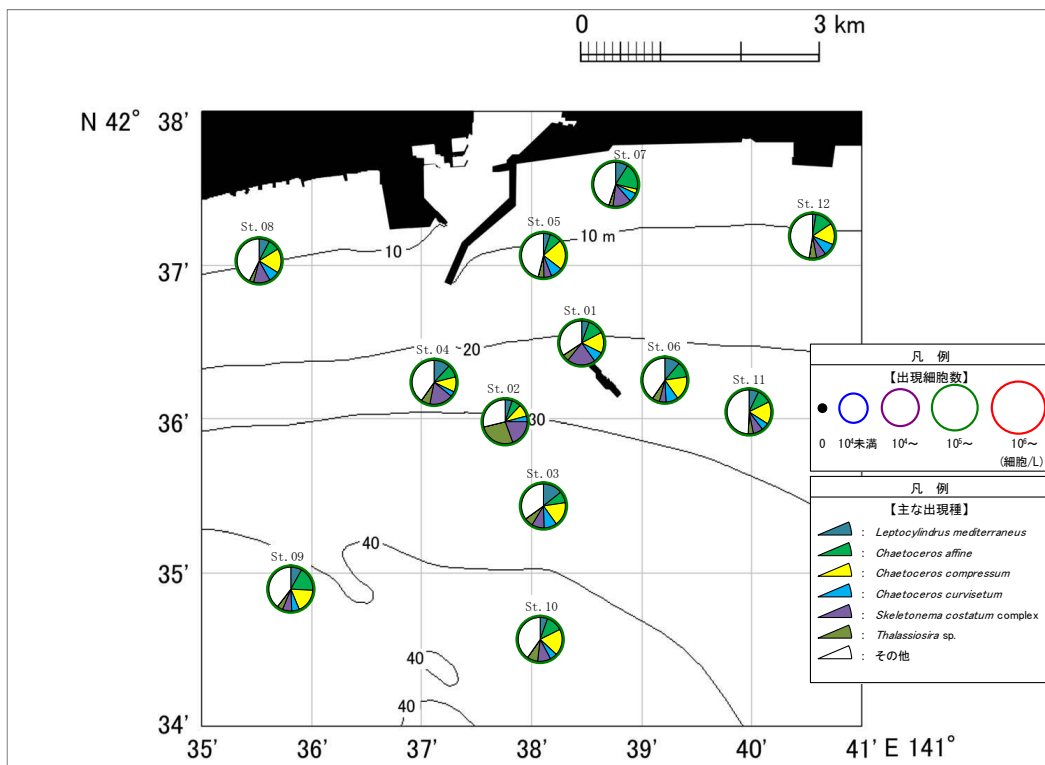 0 3 km
N 42° 38'
St.07
St.12
St.08
St.05
10 m
10
37'
St.01
St.04
20
St.06
St.02
St.11
36'
30
St.03
40
St.09
35'
St.10
40
40
34'
35' 36' 37' 38' 39' 40' 41' E 141°
凡 例
【出現細胞数】
0 10⁴未満 10⁴～ 10⁵～ 10⁶～
(細胞/L)
凡 例
【主な出現種】
: Leptocylindrus mediterraneus
: Chaetoceros affine
: Chaetoceros compressum
: Chaetoceros curvisetum
: Skeletonema costatum complex
: Thalassiosira sp.
: その他